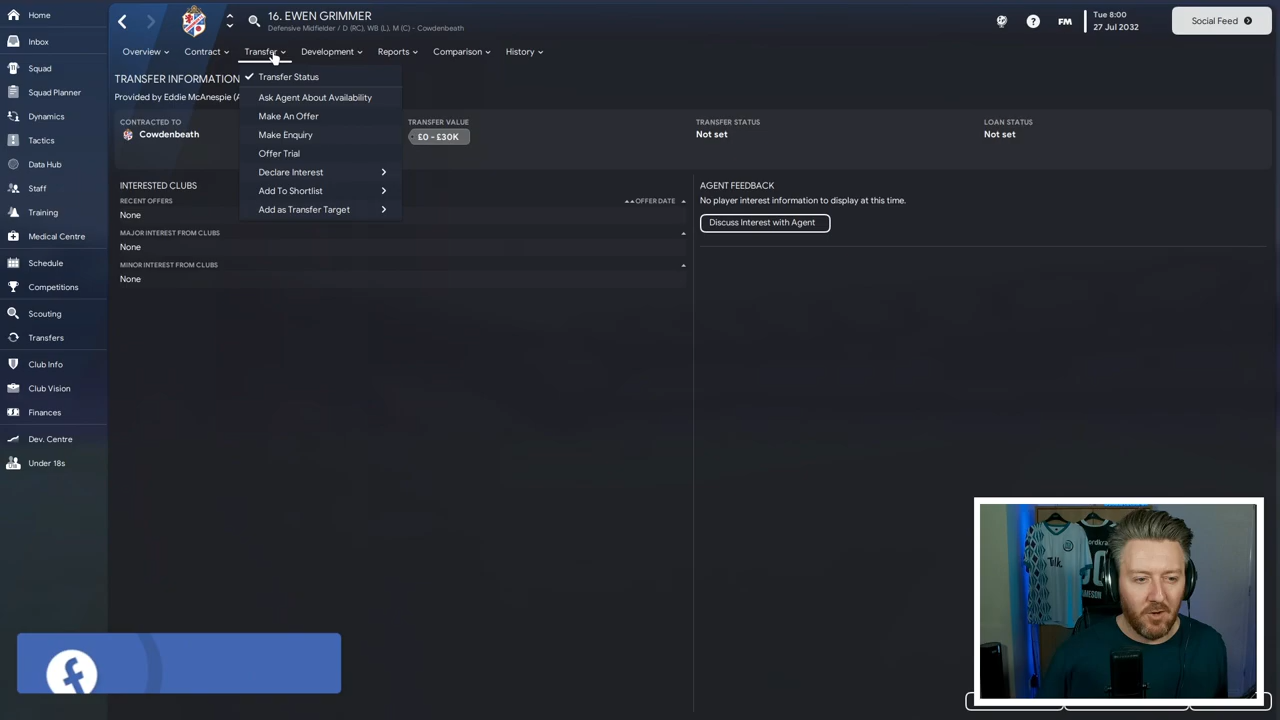 Home
Inbox
Squad
Squad Planner
Dynamics
Tactics
Data Hub
Staff
Training
Medical Centre
Schedule
Competitions
Scouting
Transfers
Club Info
Club Vision
Finances
Dev. Centre
Under 18s
16. EWEN GRIMMER
Defensive Midfielder / D (RC), WB (L), M (C) - Cowdenbeath
FM
Tue 8:00
27 Jul 2032
Social Feed
Overview
Contract
Transfer
Development
Reports
Comparison
History
TRANSFER INFORMATION
Provided by Eddie McAnespie (A
Transfer Status
Ask Agent About Availability
Make An Offer
Make Enquiry
Offer Trial
Declare Interest
Add To Shortlist
Add as Transfer Target
CONTRACTED TO
Cowdenbeath
TRANSFER VALUE
£0 - £30K
TRANSFER STATUS
Not set
LOAN STATUS
Not set
INTERESTED CLUBS
RECENT OFFERS
OFFER DATE
None
MAJOR INTEREST FROM CLUBS
None
MINOR INTEREST FROM CLUBS
None
AGENT FEEDBACK
No player interest information to display at this time.
Discuss Interest with Agent